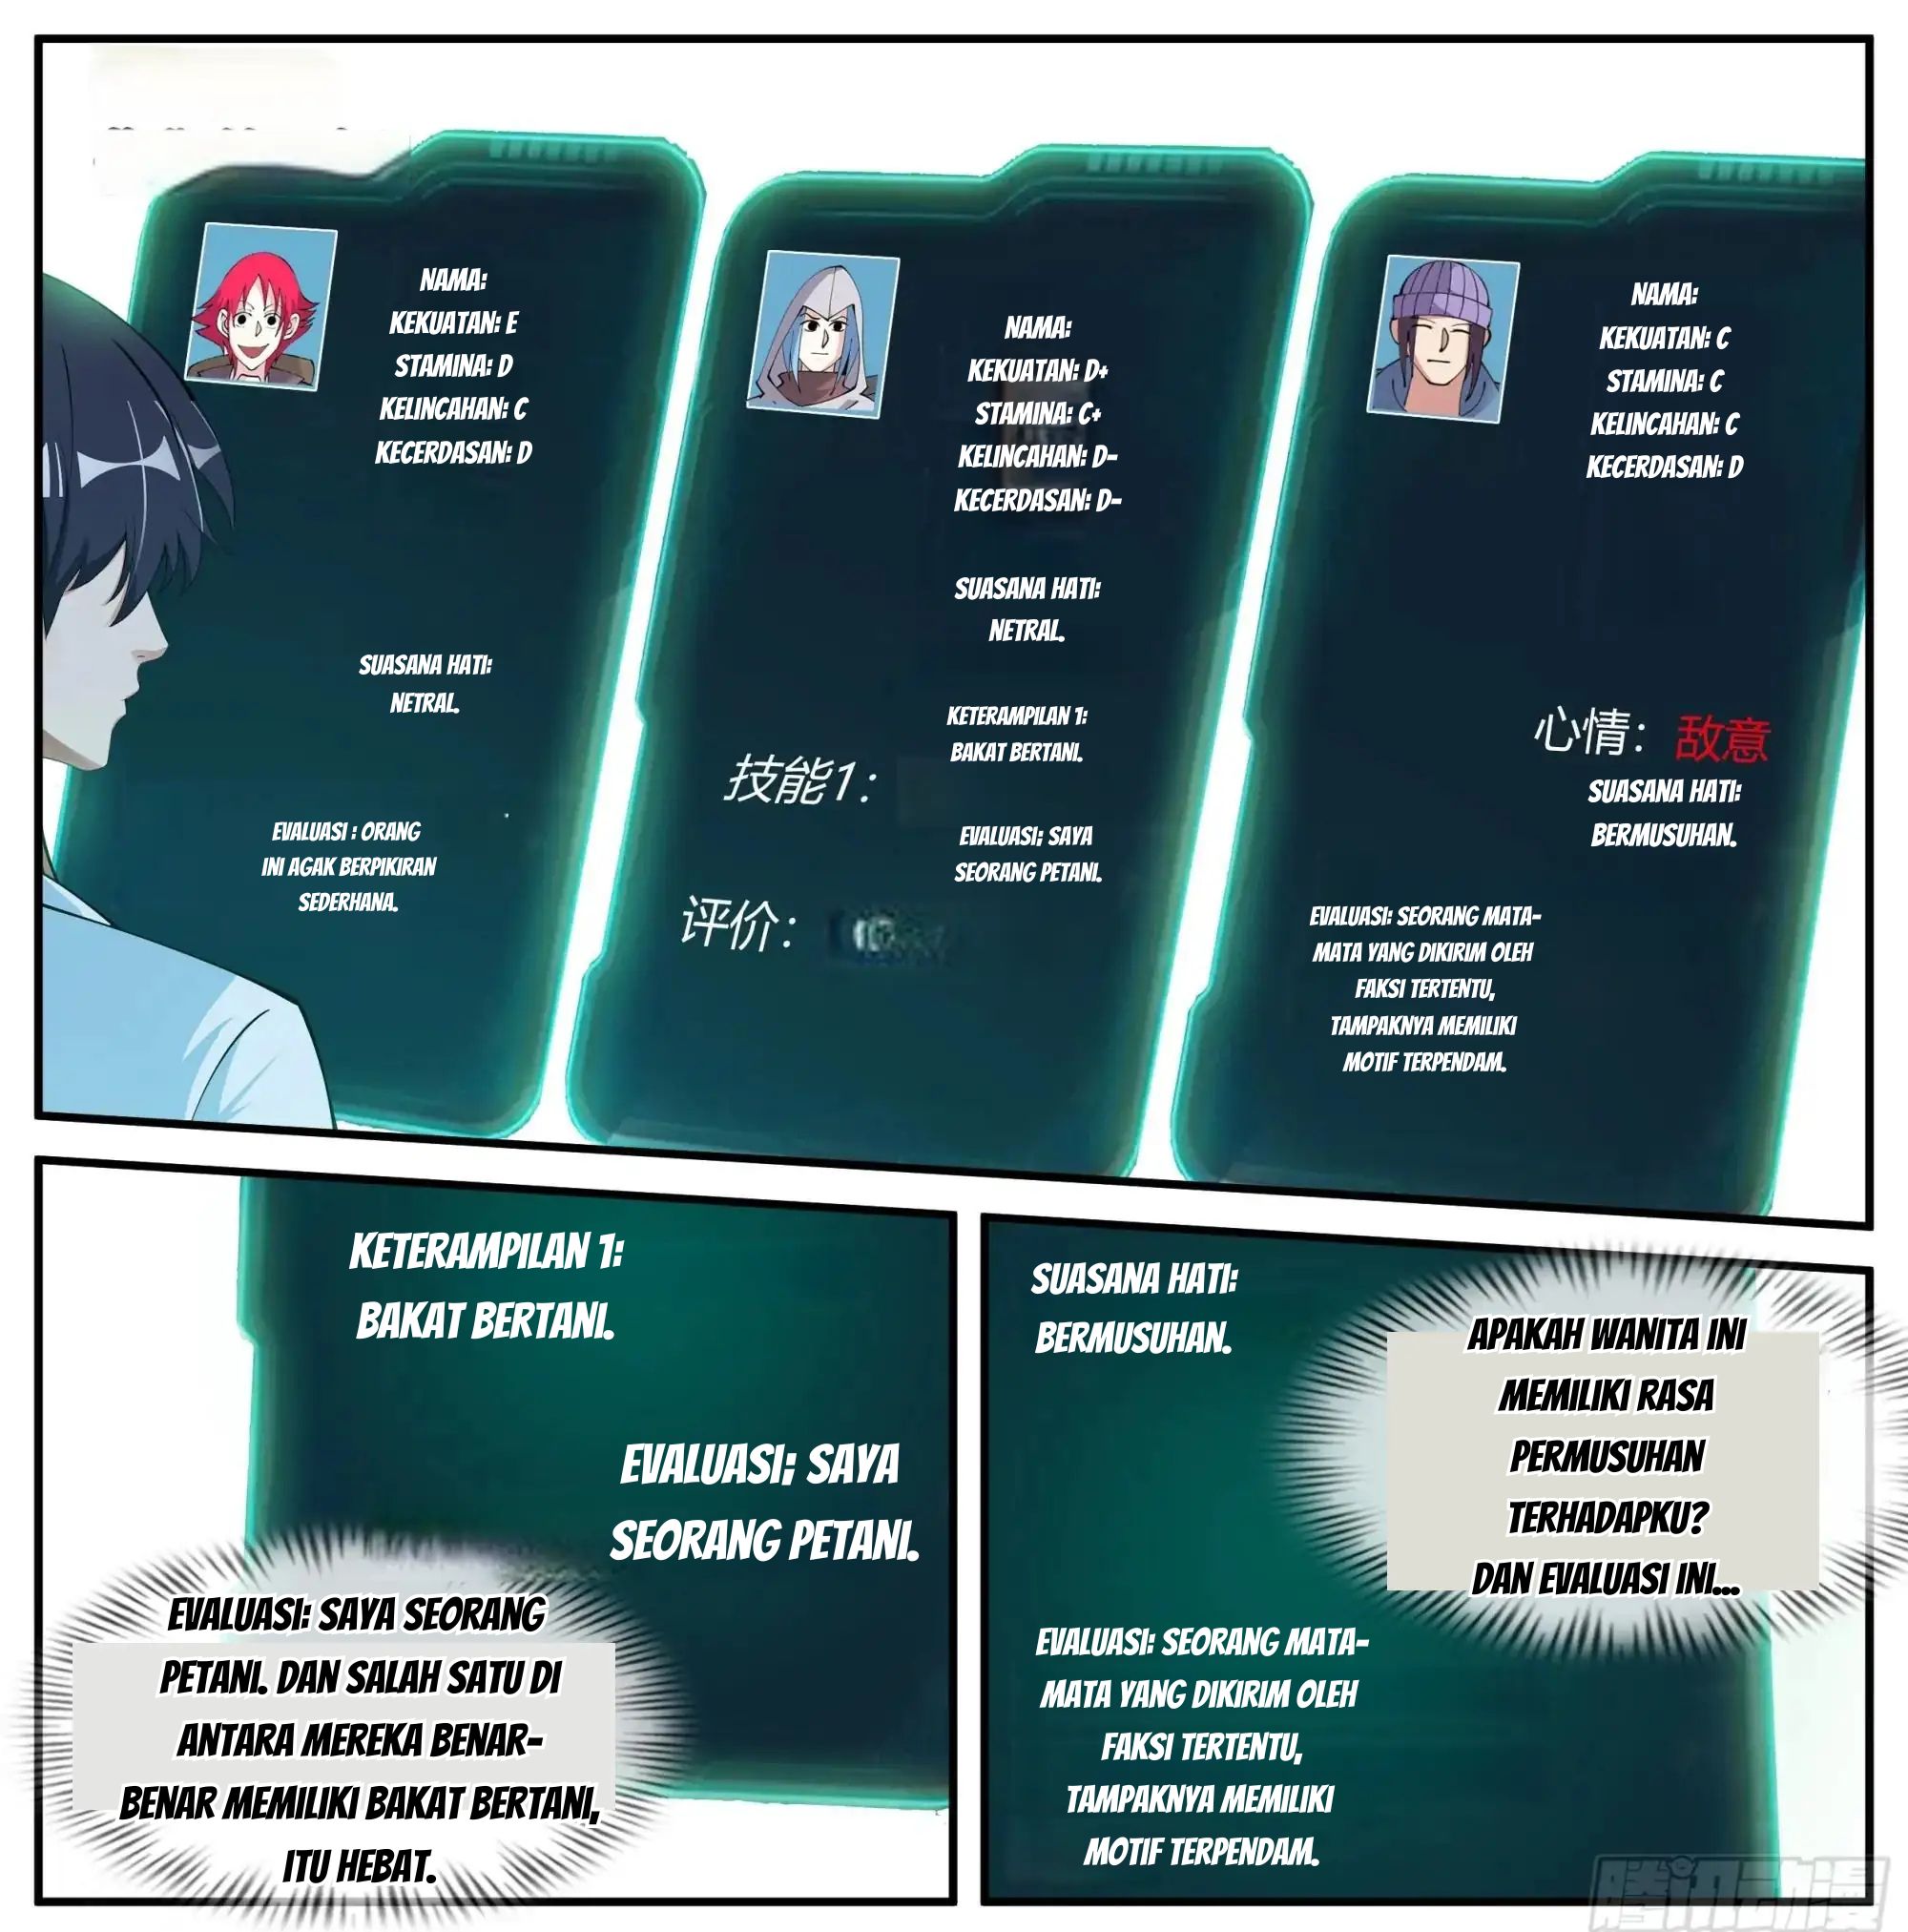 NAMA:
KEKUATAN: E
STAMINA: D
KELINCAHAN: C
KECERDASAN: D
SUASANA HATI:
NETRAL.
EVALUASI : ORANG
INI AGAK BERPIKIRAN
SEDERHANA.
NAMA:
KEKUATAN: D+
STAMINA: C+
KELINCAHAN: D-
KECERDASAN: D-
SUASANA HATI:
NETRAL.
KETERAMPILAN 1:
BAKAT BERTANI.
技能1:
EVALUASI; SAYA
SEORANG PETANI.
评价:
NAMA:
KEKUATAN: C
STAMINA: C
KELINCAHAN: C
KECERDASAN: D
心情: 敌意
SUASANA HATI:
BERMUSUHAN.
EVALUASI: SEORANG MATA-
MATA YANG DIKIRIM OLEH
FAKSI TERTENTU,
TAMPAKNYA MEMILIKI
MOTIF TERPENDAM.
KETERAMPILAN 1:
BAKAT BERTANI.
EVALUASI; SAYA
SEORANG PETANI.
EVALUASI: SAYA SEORANG
PETANI. DAN SALAH SATU DI
ANTARA MEREKA BENAR-
BENAR MEMILIKI BAKAT BERTANI,
ITU HEBAT.
SUASANA HATI:
BERMUSUHAN.
APAKAH WANITA INI
MEMILIKI RASA
PERMUSUHAN
TERHADAPKU?
DAN EVALUASI INI...
EVALUASI: SEORANG MATA-
MATA YANG DIKIRIM OLEH
FAKSI TERTENTU,
TAMPAKNYA MEMILIKI
MOTIF TERPENDAM.
腾讯动漫